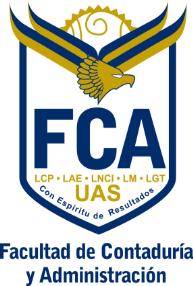 FCA
LCP • LAE • LNCI • LM • LGT
UAS
Con Espíritu de Resultados
Facultad de Contaduría
y Administración